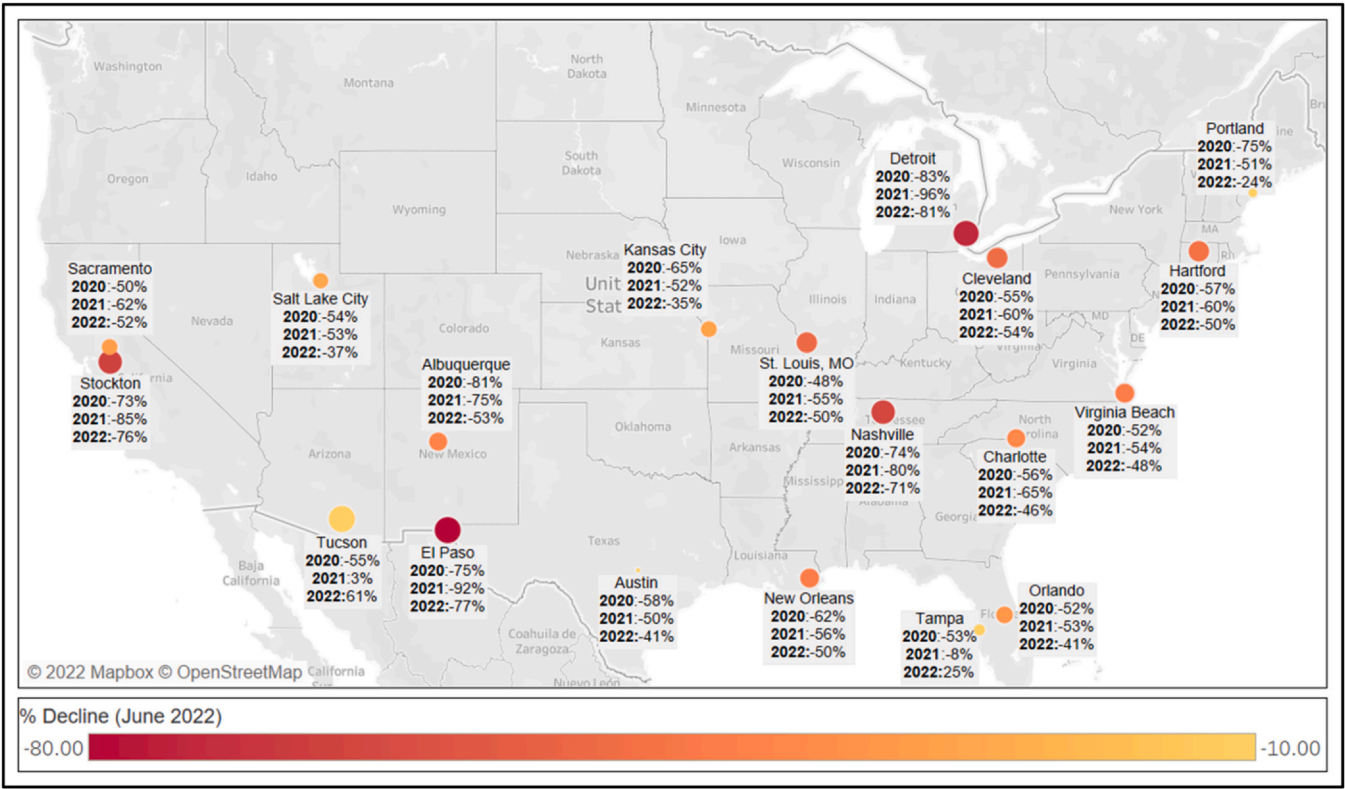 Washington
North
Dakota
Montana
Minnesota
Portland
2020:-75%
2021:-51%
2022:-24%
ine
Bru
Detroit
2020:-83%
2021:-96%
2022:-81%
Wisconsin
South
Dakota
Oregon
Idaho
Wyoming
New York
MA
Iowa
Nebraska
Unit
Stat
Kansas City
2020:-65%
2021:-52%
2022:-35%
Sacramento
2020:-50%
2021:-62%
2022:-52%
Salt Lake City
2020:-54%
2021:-53%
2022:-37%
Nevada
Colorado
Kansas
Missouri
Illinois
Indiana
Cleveland
2020:-55%
2021:-60%
2022:-54%
Pennsylvania
Hartford
2020:-57%
2021:-60%
2022:-50%
Rh
MD
DE
Virginia
Virginia
Kentucky
Stockton
2020:-73%
2021:-85%
2022:-76%
lifornia
Albuquerque
2020:-81%
2021:-75%
2022:-53%
St. Louis, MO
2020:-48%
2021:-55%
2022:-50%
Nashville
2020:-74%
2021:-80%
2022:-71%
essee
North
rolina
Charlotte
2020:-56%
2021:-65%
2022:-46%
Virginia Beach
2020:-52%
2021:-54%
2022:-48%
Arizona
New Mexico
Oklahoma
Arkansas
Mississipp
Alabama
Georgia
Tucson
2020:-55%
2021:3%
2022:61%
El Paso
2020:-75%
2021:-92%
2022:-77%
Texas
Louisiana
Austin
2020:-58%
2021:-50%
2022:-41%
New Orleans
2020:-62%
2021:-56%
2022:-50%
Tampa
2020:-53%
2021:-8%
2022:25%
Flo
Orlando
2020:-52%
2021:-53%
2022:-41%
Baja
California
Coahuila de
Zaragoza
Nuevo León
© 2022 Mapbox © OpenStreetMap
California
% Decline (June 2022)
-80.00
-10.00